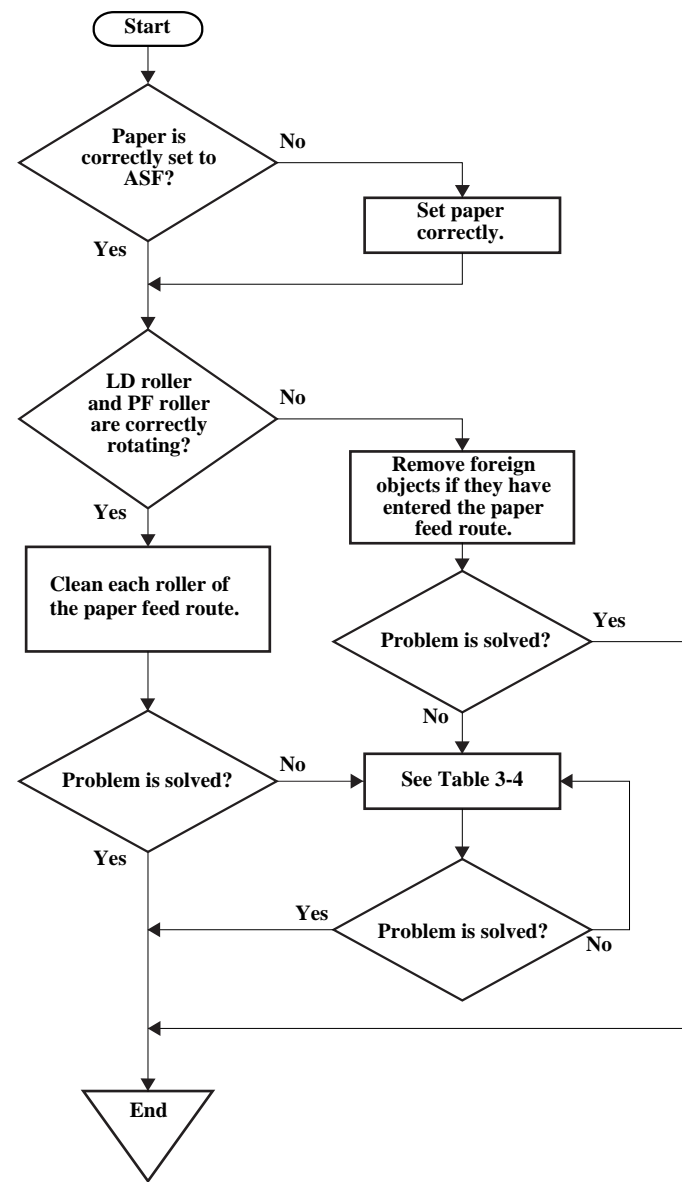 Start
Paper is
correctly set to
ASF?
No
Set paper
correctly.
Yes
LD roller
and PF roller
are correctly
rotating?
No
Remove foreign
objects if they have
entered the paper
feed route.
Yes
Clean each roller of
the paper feed route.
Problem is solved?
Yes
No
Problem is solved?
No
See Table 3-4
Yes
Problem is solved?
Yes
No
End